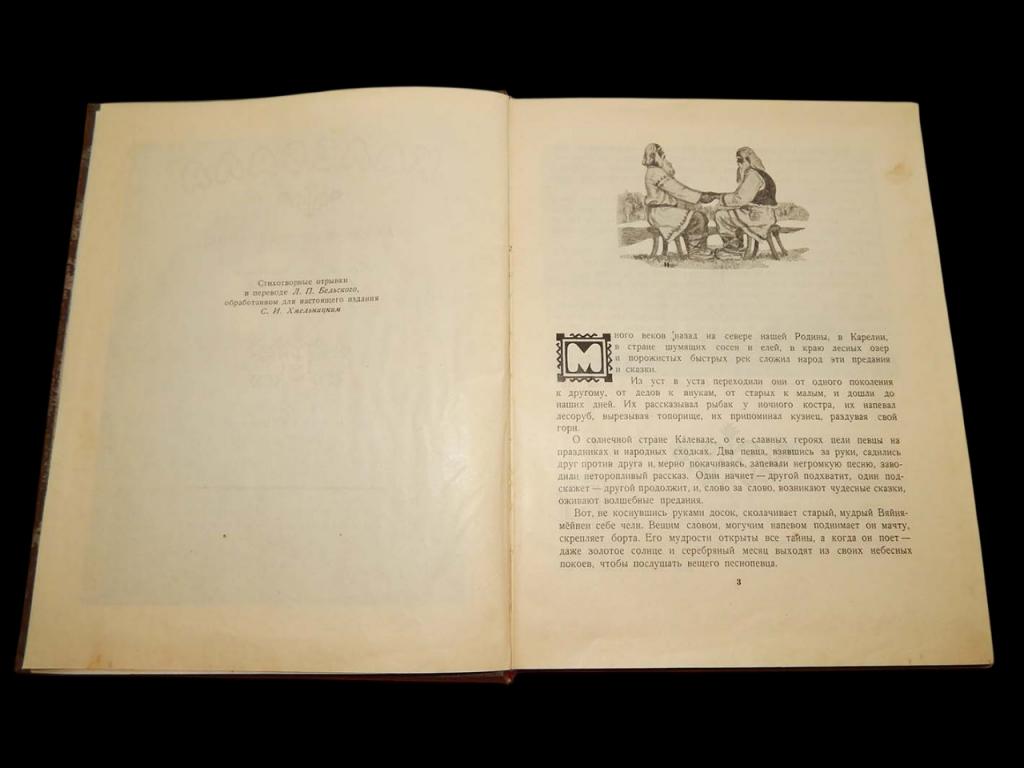 Стихотворные отрывки
в переводе Л. П. Бельского,
обработанном для настоящего издания
С. И. Хмельницким
Много веков назад на севере нашей Родины, в Карелии,
в стране шумящих сосен и елей, в краю лесных озер
и порожистых быстрых рек сложил народ эти предания
и сказки.
Из уст в уста переходили они от одного поколения
к другому, от дедов к внукам, от старых к малым, и дошли до
наших дней. Их рассказывал рыбак у ночного костра, их напевал
лесоруб, вырезывая топорище, их припоминал кузнец, раздувая свой
горн.
О солнечной стране Калевале, о ее славных героях пели певцы на
праздниках и народных сходках. Два певца, взявшись за руки, садились
друг против друга и, мерно покачиваясь, запевали негромкую песню, заво-
дили неторопливый рассказ. Один начнет — другой подхватит, один под-
скажет — другой продолжит, и, слово за слово, возникают чудесные сказки,
оживают волшебные предания.
Вот, не коснувшись руками досок, сколачивает старый, мудрый Вяйня-
мёйнен себе челн. Вещим словом, могучим напевом поднимает он мачту,
скрепляет борта. Его мудрости открыты все тайны, а когда он поет —
даже золотое солнце и серебряный месяц выходят из своих небесных
покоев, чтобы послушать вещего песнопевца.
3